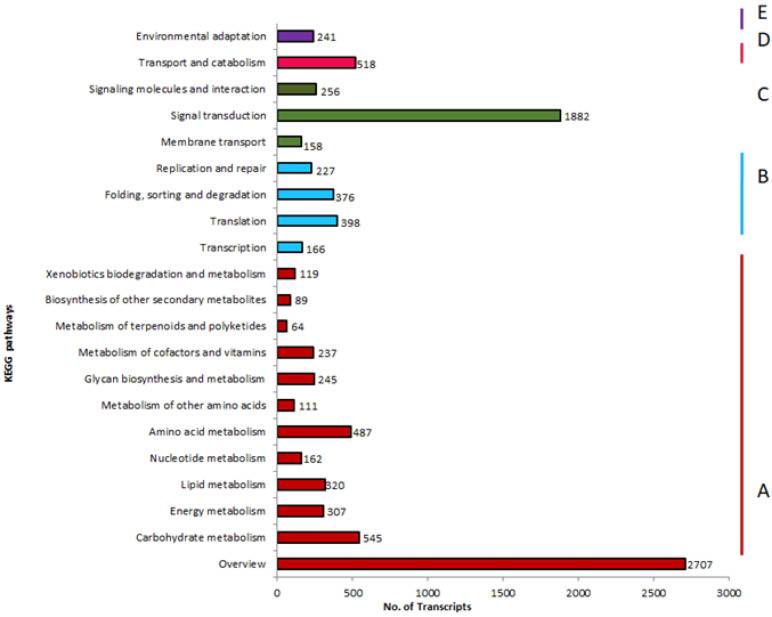 E
Environmental adaptation 241
D
Transport and catabolism 518
Signaling molecules and interaction 256
C
Signal transduction 1882
Membrane transport 158
Replication and repair 227
B
Folding, sorting and degradation 376
Translation 398
Transcription 166
Xenobiotics biodegradation and metabolism 119
Biosynthesis of other secondary metabolites 89
Metabolism of terpenoids and polyketides 64
Metabolism of cofactors and vitamins 237
Glycan biosynthesis and metabolism 245
Metabolism of other amino acids 111
Amino acid metabolism 487
Nucleotide metabolism 162
Lipid metabolism 320
A
Energy metabolism 307
Carbohydrate metabolism 545
Overview 2707
KEGG pathways
0 500 1000 1500 2000 2500 3000
No. of Transcripts